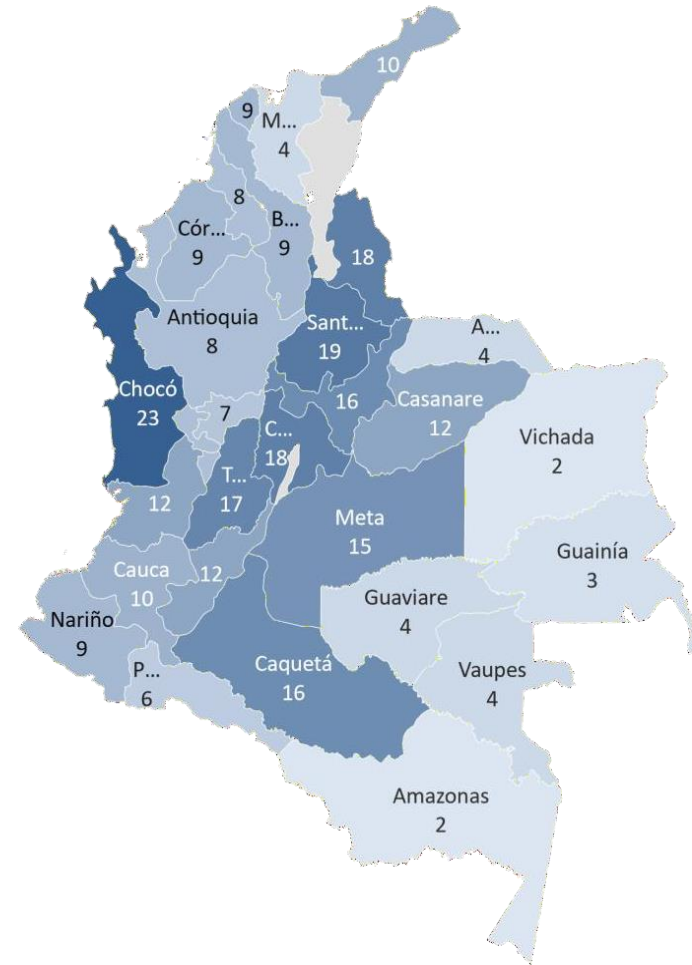 10
9
M...
4
8
B...
9
Cór...
9
18
Antioquia
8
Sant...
19
A...
4
Chocó
23
7
16
Casanare
12
C...
18
Vichada
2
T...
17
12
Meta
15
Guainía
3
Cauca
10
12
Guaviare
4
Nariño
9
P...
6
Caquetá
16
Vaupes
4
Amazonas
2